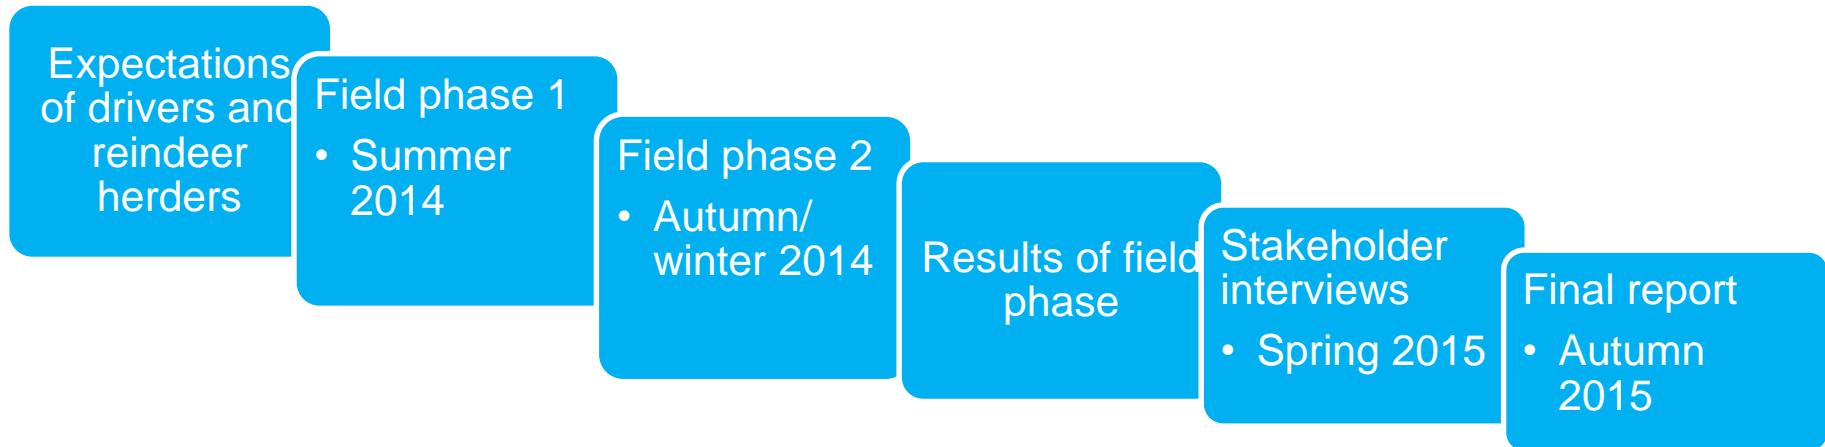 Expectations
of drivers and
reindeer
herders
Field phase 1
• Summer
2014
Field phase 2
• Autumn/
winter 2014
Results of field
phase
Stakeholder
interviews
• Spring 2015
Final report
• Autumn
2015